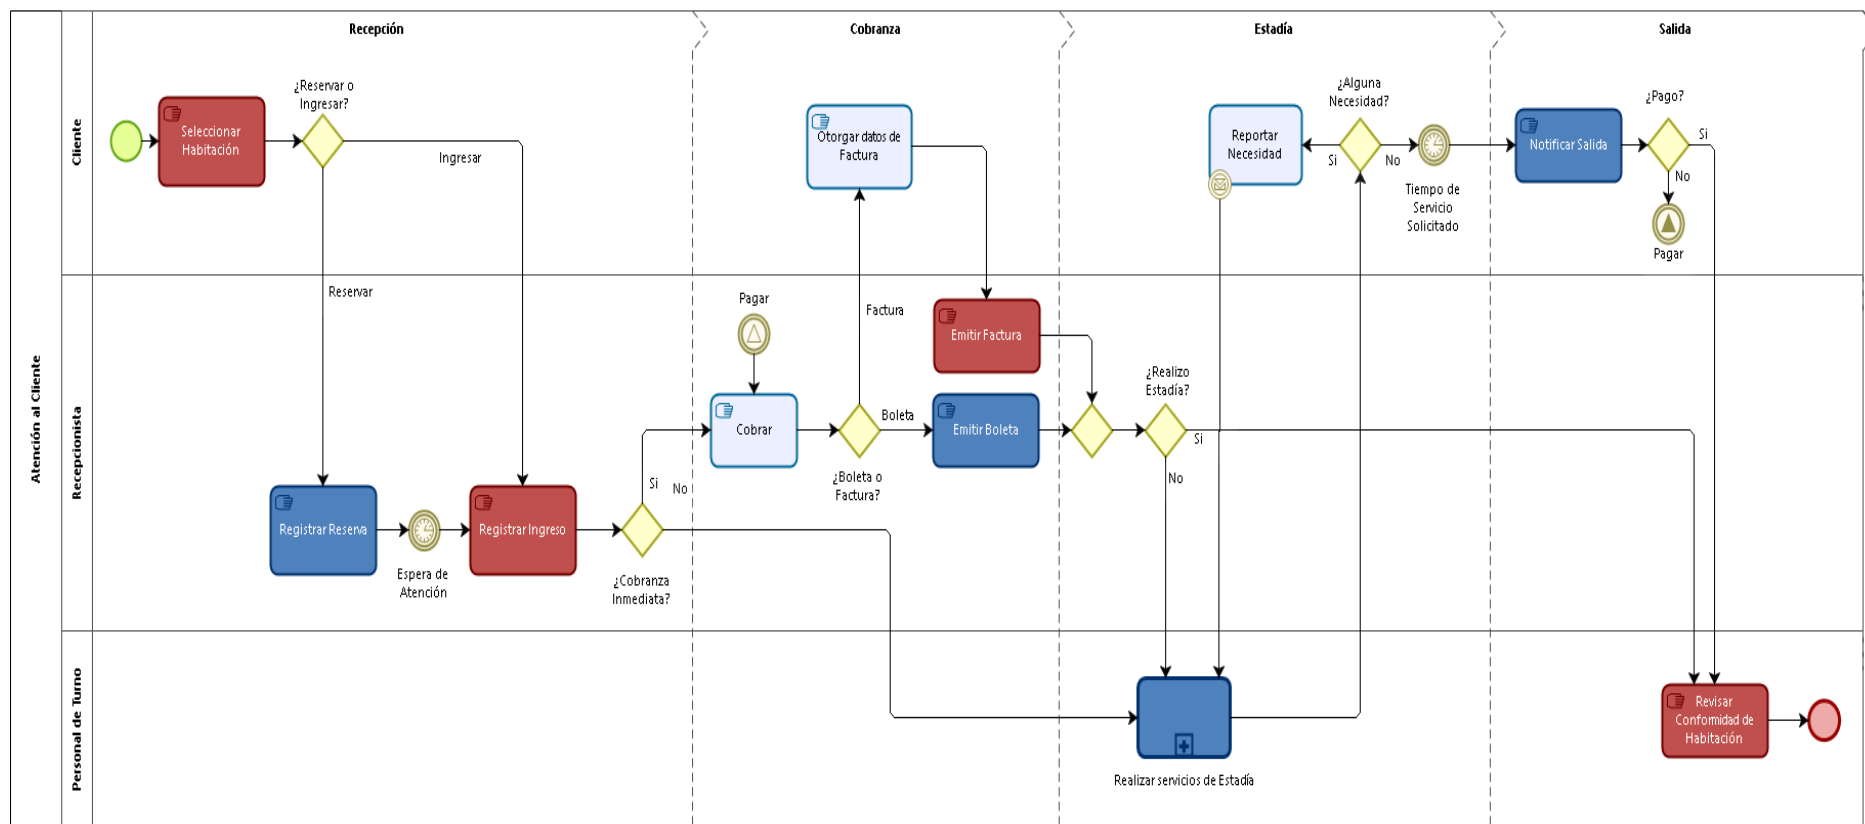 Recepción
Cobranza
Estadía
Salida
Atención al Cliente
Cliente
Seleccionar
Habitación
¿Reservar o
Ingresar?
Ingresar
Reservar
Otorgar datos de
Factura
Reportar
Necesidad
¿Alguna
Necesidad?
Si
No
Tiempo de
Servicio
Solicitado
Notificar Salida
¿Pago?
Si
No
Pagar
Recepcionista
Registrar Reserva
Espera de
Atención
Registrar Ingreso
¿Cobranza
Inmediata?
Si
No
Pagar
Cobrar
¿Boleta o
Factura?
Factura
Boleta
Emitir Factura
Emitir Boleta
¿Realizo
Estadía?
Si
No
Personal de Turno
Realizar servicios de Estadía
Revisar
Conformidad de
Habitación